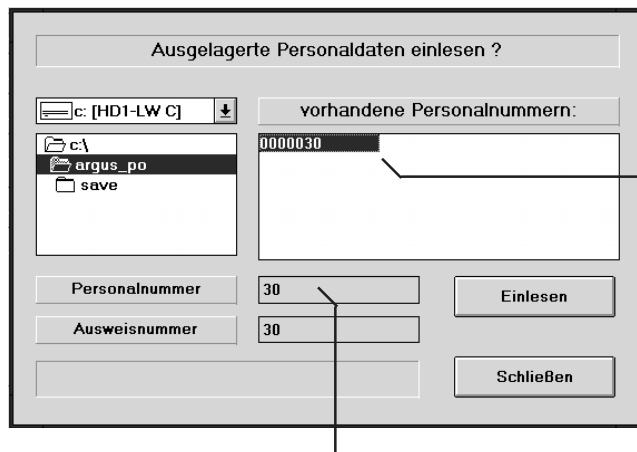 Ausgelagerte Personaldaten einlesen ?
c: [HD1-LW C]
vorhandene Personalnummern:
c:\
argus_po
save
0000030
Personalnummer
30
Einlesen
Ausweisnummer
30
Schließen